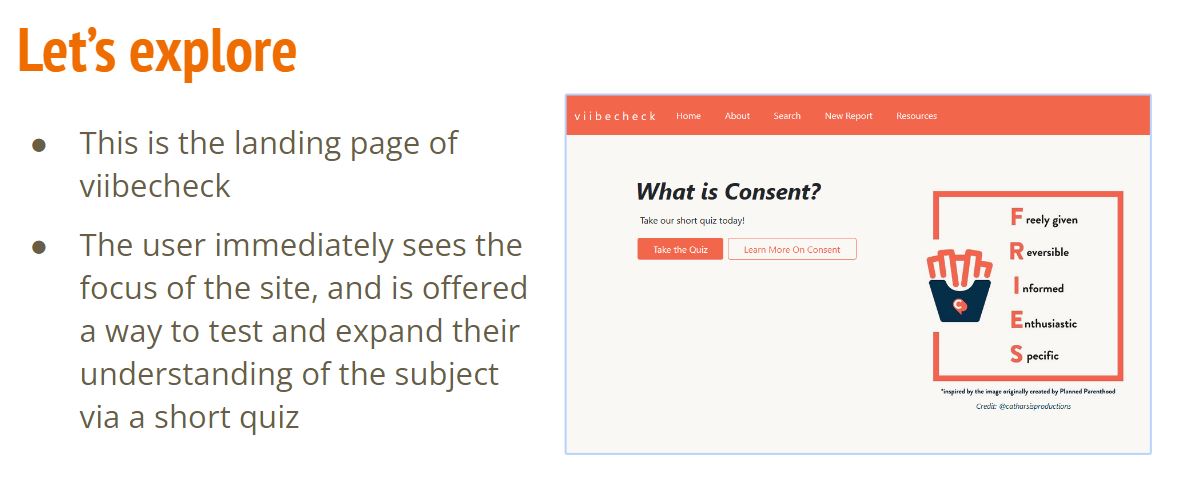 Let's explore
● This is the landing page of
viibecheck
● The user immediately sees the
focus of the site, and is offered
a way to test and expand their
understanding of the subject
via a short quiz
viibecheck Home About Search New Report Resources
What is Consent?
Take our short quiz today!
Take the Quiz Learn More On Consent
Freely given
Reversible
Informed
Enthusiastic
Specific
*inspired by the image originally created by Planned Parenthood
Credit: @catharsisproductions